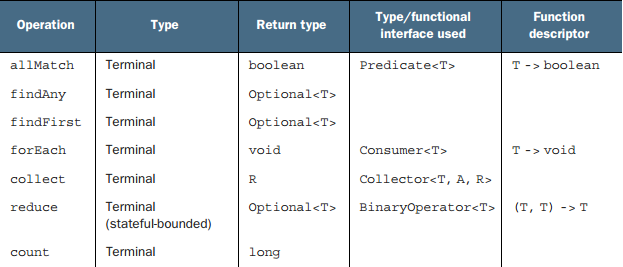 Operation Type Return type Type/functional interface used Function descriptor
allMatch Terminal boolean Predicate<T> T -> boolean
findAny Terminal Optional<T>
findFirst Terminal Optional<T>
forEach Terminal void Consumer<T> T -> void
collect Terminal R Collector<T, A, R>
reduce Terminal (stateful-bounded) Optional<T> BinaryOperator<T> (T, T) -> T
count Terminal long